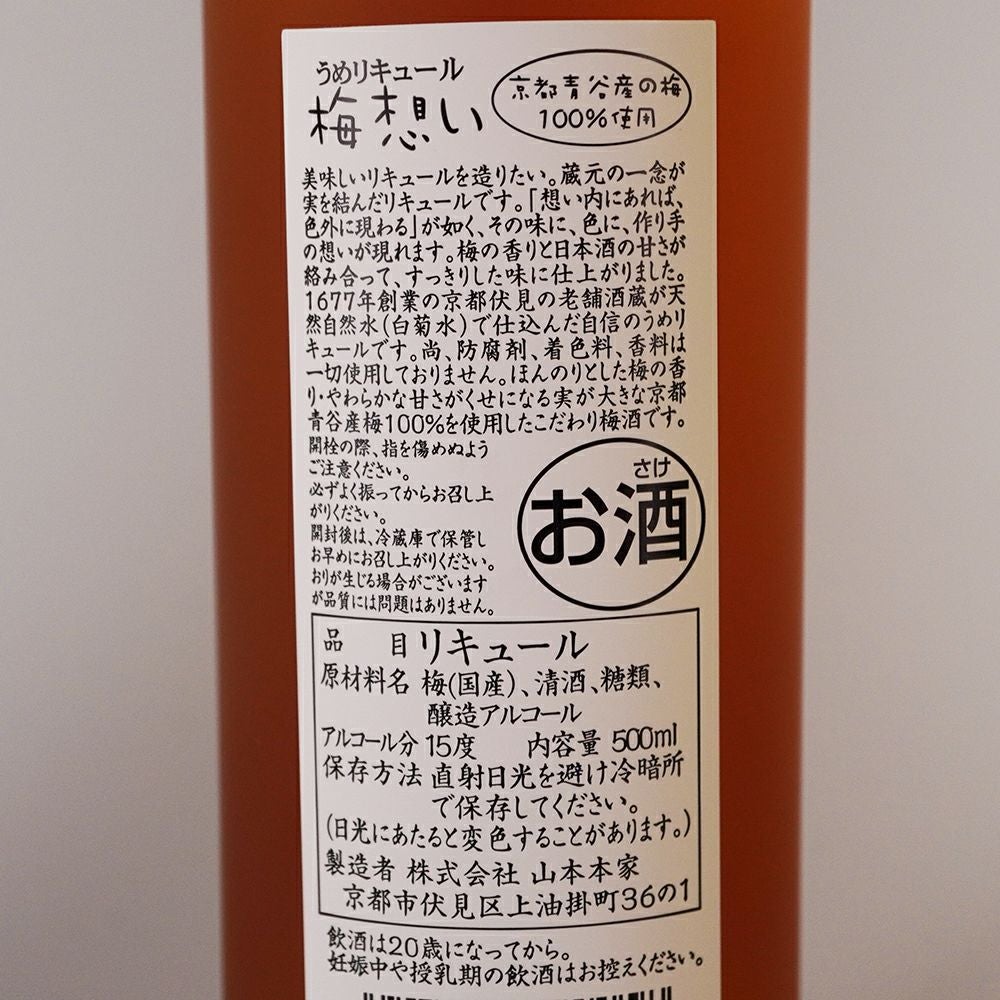 うめリキュール
梅想い
京都青谷産の梅
100%使用
美味しいリキュールを造りたい。蔵元の一念が
実を結んだリキュールです。「想い内にあれば、
色外に現わる」が如く、その味に、色に、作り手
の想いが現れます。梅の香りと日本酒の甘さが
絡み合って、すっきりした味に仕上がりました。
1677年創業の京都伏見の老舗酒蔵が天
然自然水(白菊水)で仕込んだ自信のうめリ
キュールです。尚、防腐剤、着色料、香料は
一切使用しておりません。ほんのりとした梅の香
り・やわらかな甘さがくせになる実が大きな京都
青谷産梅100%を使用したこだわり梅酒です。
開栓の際、指を傷めぬよう
ご注意ください。
必ずよく振ってからお召し上
がりください。
開封後は、冷蔵庫で保管し
お早めにお召し上がりください。
おりが生じる場合がございます
が品質には問題はありません。
さけ
お酒
品目 リキュール
原材料名 梅(国産)、清酒、糖類、
醸造アルコール
アルコール分 15度 内容量 500ml
保存方法 直射日光を避け冷暗所
で保存してください。
(日光にあたると変色することがあります。)
製造者 株式会社 山本本家
京都市伏見区上油掛町36の1
飲酒は20歳になってから。
妊娠中や授乳期の飲酒はお控えください。